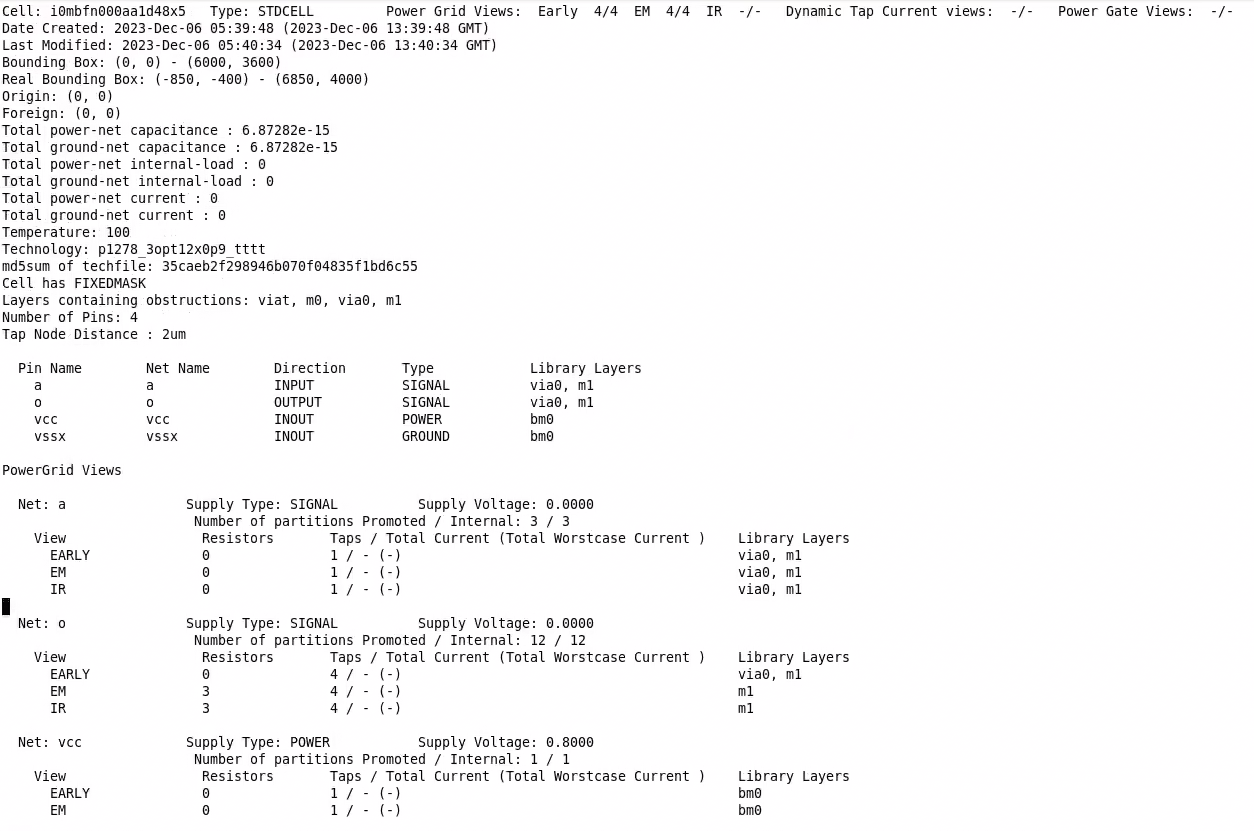 Cell: i0mbfn000aa1d48x5   Type: STDCELL         Power Grid Views:  Early  4/4  EM  4/4  IR  -/-   Dynamic Tap Current views:  -/-   Power Gate Views:  -/-
Date Created: 2023-Dec-06 05:39:48 (2023-Dec-06 13:39:48 GMT)
Last Modified: 2023-Dec-06 05:40:34 (2023-Dec-06 13:40:34 GMT)
Bounding Box: (0, 0) - (6000, 3600)
Real Bounding Box: (-850, -400) - (6850, 4000)
Origin: (0, 0)
Foreign: (0, 0)
Total power-net capacitance : 6.87282e-15
Total ground-net capacitance : 6.87282e-15
Total power-net internal-load : 0
Total ground-net internal-load : 0
Total power-net current : 0
Total ground-net current : 0
Temperature: 100
Technology: p1278_3opt12x0p9_tttt
md5sum of techfile: 35caeb2f298946b070f04835f1bd6c55
Cell has FIXEDMASK
Layers containing obstructions: viat, m0, via0, m1
Number of Pins: 4
Tap Node Distance : 2um
Pin Name        Net Name        Direction       Type            Library Layers
a             a               INPUT           SIGNAL          via0, m1
o             o               OUTPUT          SIGNAL          via0, m1
vcc           vcc             INOUT           POWER           bm0
vssx          vssx            INOUT           GROUND          bm0
PowerGrid Views
Net: a               Supply Type: SIGNAL           Supply Voltage: 0.0000
Number of partitions Promoted / Internal: 3 / 3
View                 Resistors       Taps / Total Current (Total Worstcase Current )    Library Layers
EARLY              0               1 / - (-)                                          via0, m1
EM                 0               1 / - (-)                                          via0, m1
IR                 0               1 / - (-)                                          via0, m1
Net: o               Supply Type: SIGNAL           Supply Voltage: 0.0000
Number of partitions Promoted / Internal: 12 / 12
View                 Resistors       Taps / Total Current (Total Worstcase Current )    Library Layers
EARLY              0               4 / - (-)                                          via0, m1
EM                 3               4 / - (-)                                          m1
IR                 3               4 / - (-)                                          m1
Net: vcc             Supply Type: POWER           Supply Voltage: 0.8000
Number of partitions Promoted / Internal: 1 / 1
View                 Resistors       Taps / Total Current (Total Worstcase Current )    Library Layers
EARLY              0               1 / - (-)                                          bm0
EM                 0               1 / - (-)                                          bm0